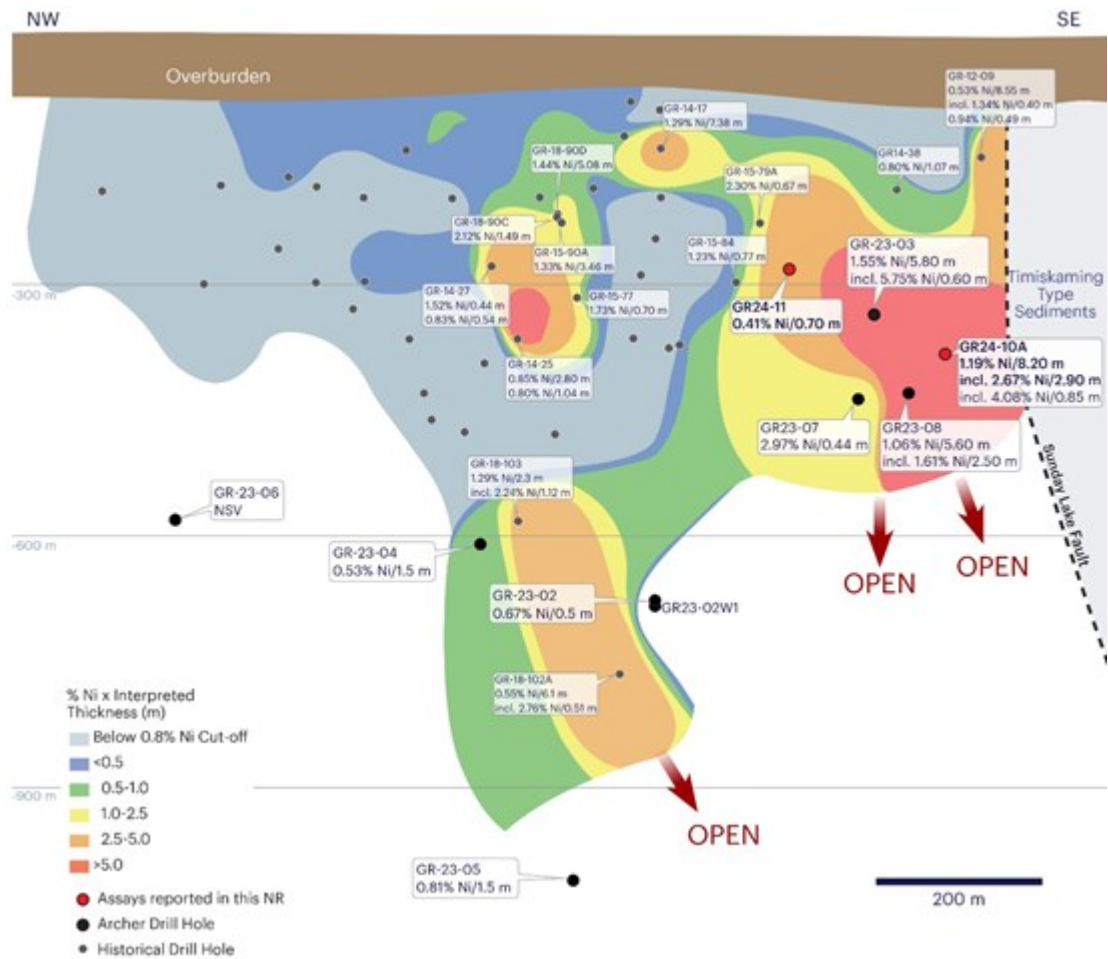 NW
SE
Overburden
GR-12-09
0.53% Ni/8.55 m
incl. 1.34% Ni/0.40 m
0.94% Ni/0.49 m
GR-14-17
1.29% Ni/7.38 m
GR-18-90D
1.44% Ni/5.08 m
GR14-38
0.80% Ni/1.07 m
GR-15-79A
2.30% Ni/0.67 m
GR-18-90C
2.12% Ni/1.49 m
GR-15-90A
1.33% Ni/3.46 m
GR-15-84
1.23% Ni/0.77 m
GR-23-03
1.55% Ni/5.80 m
incl. 5.75% Ni/0.60 m
Timiskaming
Type
Sediments
-300 m
GR-14-27
1.52% Ni/0.44 m
0.83% Ni/0.54 m
GR-15-77
1.73% Ni/0.70 m
GR24-11
0.41% Ni/0.70 m
GR24-10A
1.19% Ni/8.20 m
incl. 2.67% Ni/2.90 m
incl. 4.08% Ni/0.85 m
GR-14-25
0.85% Ni/2.80 m
0.80% Ni/1.04 m
GR23-07
2.97% Ni/0.44 m
GR23-08
1.06% Ni/5.60 m
incl. 1.61% Ni/2.50 m
Sunday Lake Fault
GR-18-103
1.29% Ni/2.3 m
incl. 2.24% Ni/1.12 m
GR-23-06
NSV
-600 m
GR-23-04
0.53% Ni/1.5 m
OPEN
OPEN
GR-23-02
0.67% Ni/0.5 m
GR23-02W1
GR-18-102A
0.55% Ni/6.1 m
incl. 2.76% Ni/0.51 m
% Ni x Interpreted
Thickness (m)
Below 0.8% Ni Cut-off
<0.5
0.5-1.0
1.0-2.5
2.5-5.0
>5.0
-900 m
OPEN
GR-23-05
0.81% Ni/1.5 m
200 m
Assays reported in this NR
Archer Drill Hole
Historical Drill Hole